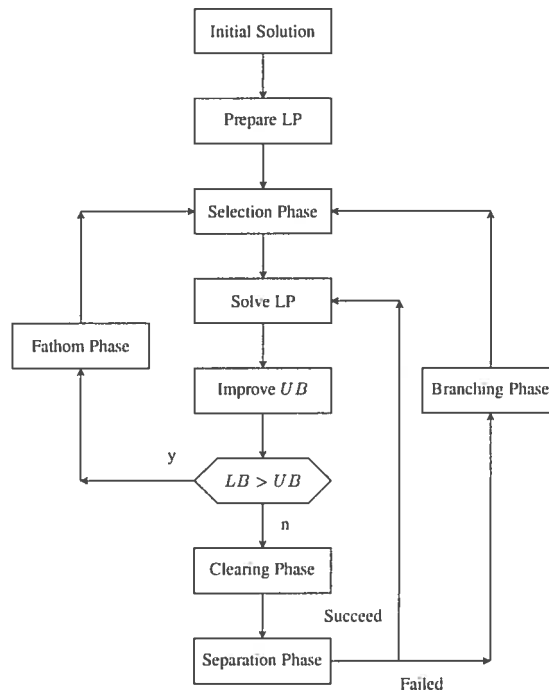 Initial Solution
Prepare LP
Selection Phase
Solve LP
Fathom Phase
Improve UB
Branching Phase
y
LB > UB
n
Clearing Phase
Succeed
Separation Phase
Failed